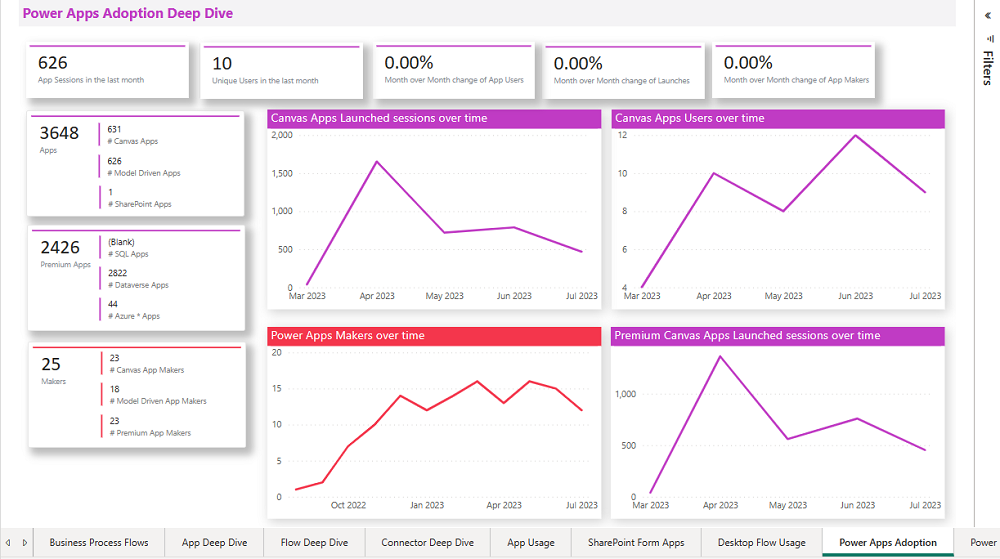 Power Apps Adoption Deep Dive
626
App Sessions in the last month
10
Unique Users in the last month
0.00%
Month over Month change of App Users
0.00%
Month over Month change of Launches
0.00%
Month over Month change of App Makers
Filters
3648
Apps
631
# Canvas Apps
626
# Model Driven Apps
1
# SharePoint Apps
2426
Premium Apps
(Blank)
# SQL Apps
2822
# Dataverse Apps
44
# Azure * Apps
25
Makers
23
# Canvas App Makers
18
# Model Driven App Makers
23
# Premium App Makers
Canvas Apps Launched sessions over time
2,000
1,500
1,000
500
0
Mar 2023 Apr 2023 May 2023 Jun 2023 Jul 2023
Canvas Apps Users over time
12
10
8
6
4
Mar 2023 Apr 2023 May 2023 Jun 2023 Jul 2023
Power Apps Makers over time
20
15
10
5
0
Oct 2022 Jan 2023 Apr 2023 Jul 2023
Premium Canvas Apps Launched sessions over time
1,000
500
0
Mar 2023 Apr 2023 May 2023 Jun 2023 Jul 2023
Business Process Flows App Deep Dive Flow Deep Dive Connector Deep Dive App Usage SharePoint Form Apps Desktop Flow Usage Power Apps Adoption Power